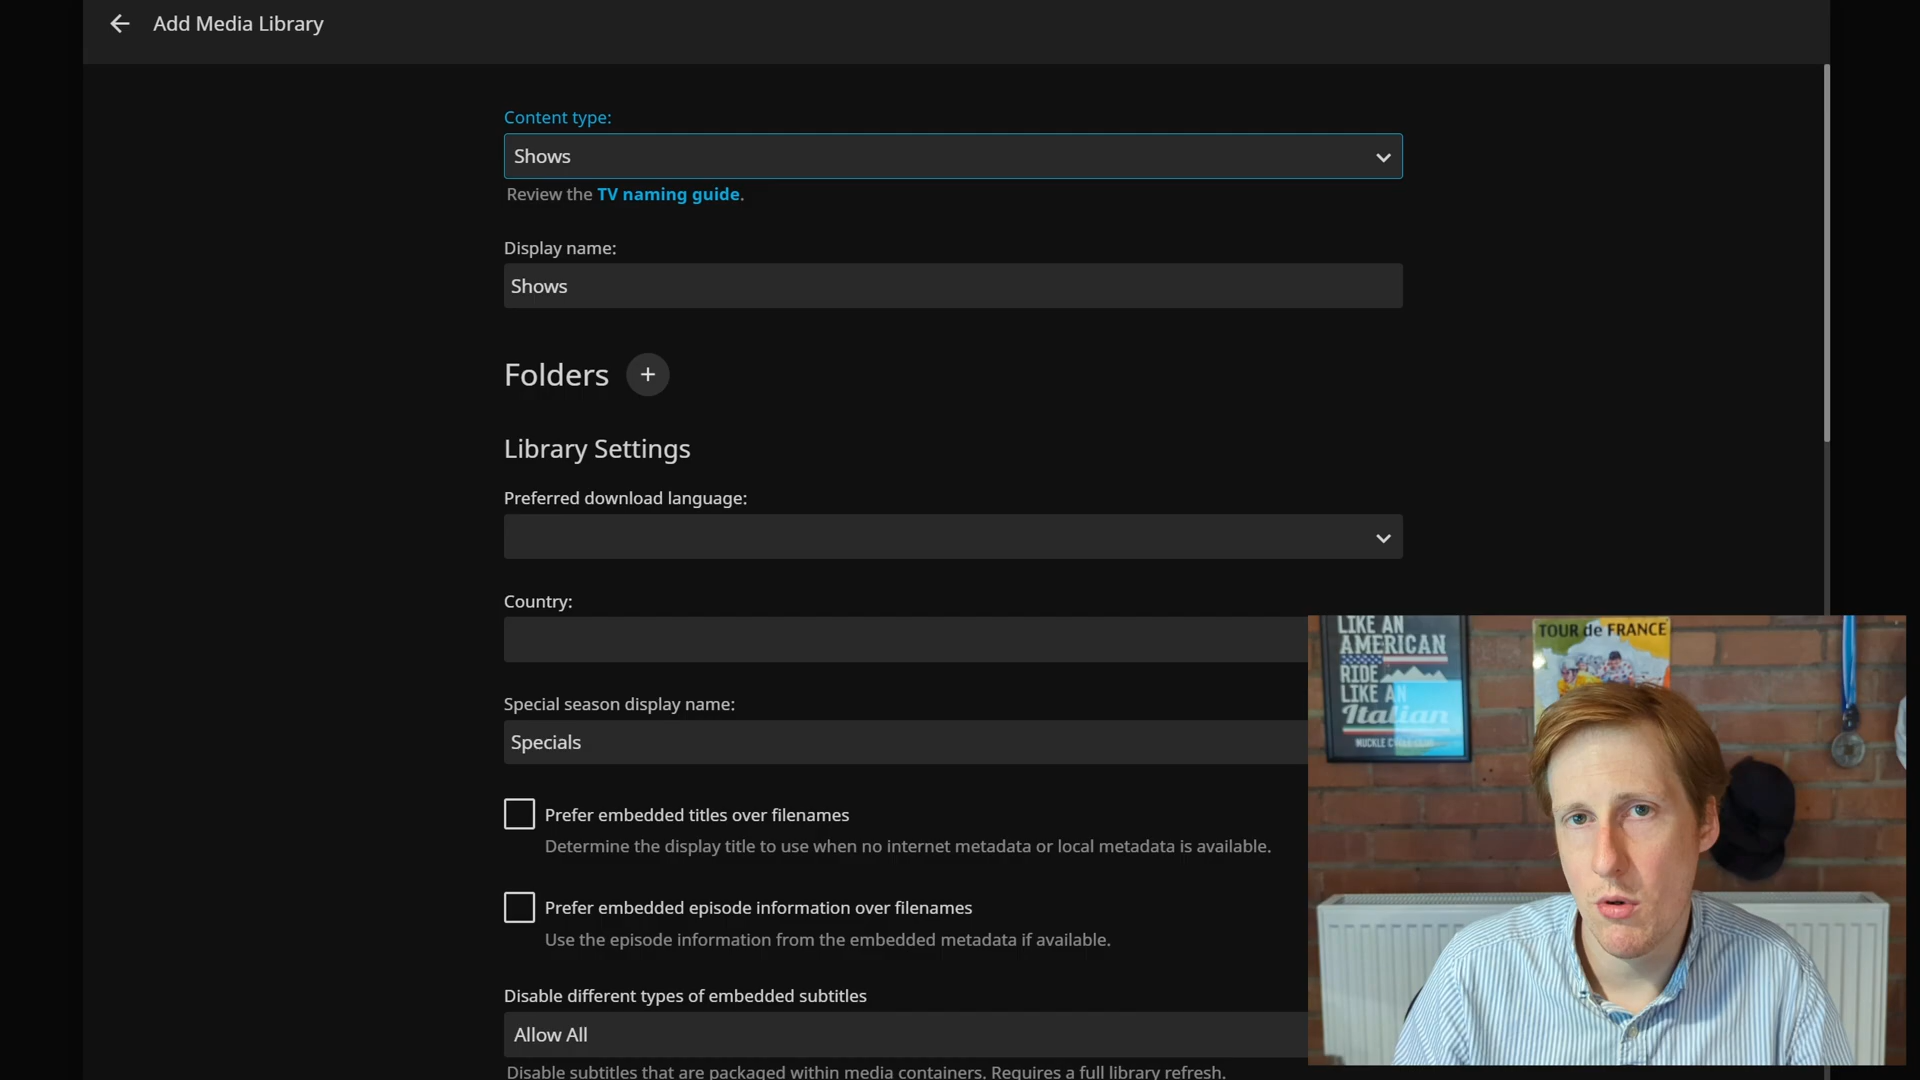 Add Media Library
Content type:
Shows
Review the TV naming guide.
Display name:
Shows
Folders +
Library Settings
Preferred download language:
Country:
Special season display name:
Specials
Prefer embedded titles over filenames
Determine the display title to use when no internet metadata or local metadata is available.
Prefer embedded episode information over filenames
Use the episode information from the embedded metadata if available.
Disable different types of embedded subtitles
Allow All
Disable subtitles that are packaged within media containers. Requires a full library refresh.
LIKE AN
AMERICAN
RIDE
LIKE AN
Italian
MUCKLE CYCLE CLUB
TOUR de FRANCE